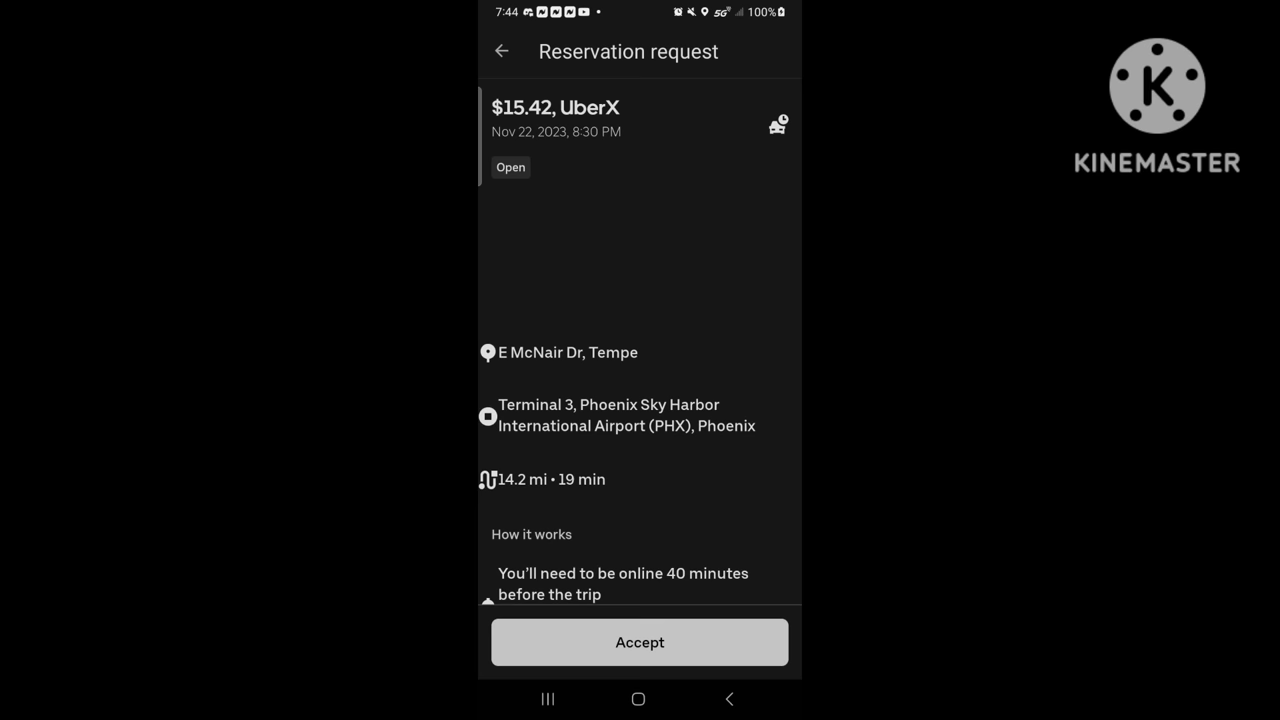 7:44
5G
100%
Reservation request
$15.42, UberX
Nov 22, 2023, 8:30 PM
Open
E McNair Dr, Tempe
Terminal 3, Phoenix Sky Harbor
International Airport (PHX), Phoenix
14.2 mi • 19 min
How it works
You’ll need to be online 40 minutes
before the trip
Accept
K
KINEMASTER